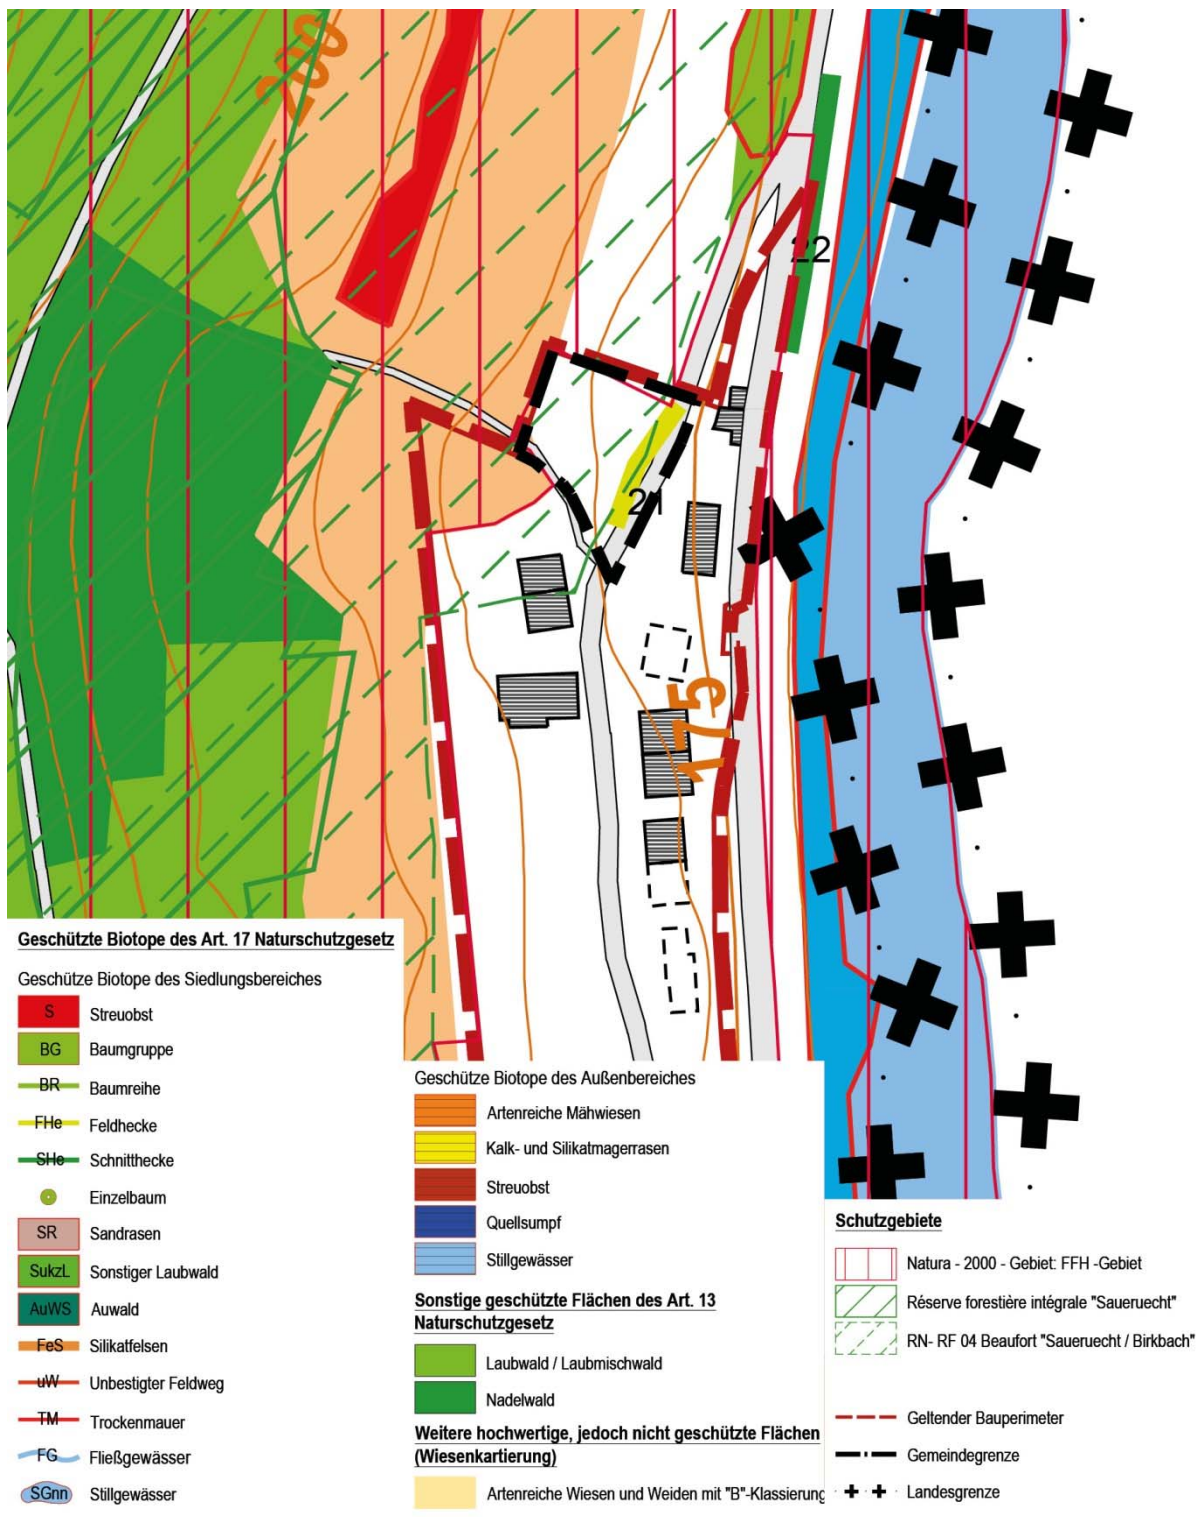 200
22
21
175
Geschützte Biotope des Art. 17 Naturschutzgesetz
Geschütze Biotope des Siedlungsbereiches
S Streuobst
BG Baumgruppe
BR Baumreihe
FHe Feldhecke
SHe Schnitthecke
Einzelbaum
SR Sandrasen
SukzL Sonstiger Laubwald
AuWS Auwald
FeS Silikatfelsen
uW Unbestigter Feldweg
TM Trockenmauer
FG Fließgewässer
SGnn Stillgewässer
Geschütze Biotope des Außenbereiches
Artenreiche Mähwiesen
Kalk- und Silikatmagerrasen
Streuobst
Quellsumpf
Stillgewässer
Sonstige geschützte Flächen des Art. 13
Naturschutzgesetz
Laubwald / Laubmischwald
Nadelwald
Weitere hochwertige, jedoch nicht geschützte Flächen
(Wiesenkartierung)
Artenreiche Wiesen und Weiden mit "B"-Klassierung
Schutzgebiete
Natura - 2000 - Gebiet: FFH -Gebiet
Réserve forestière intégrale "Saueruecht"
RN- RF 04 Beaufort "Saueruecht / Birkbach"
Geltender Bauperimeter
Gemeindegrenze
Landesgrenze